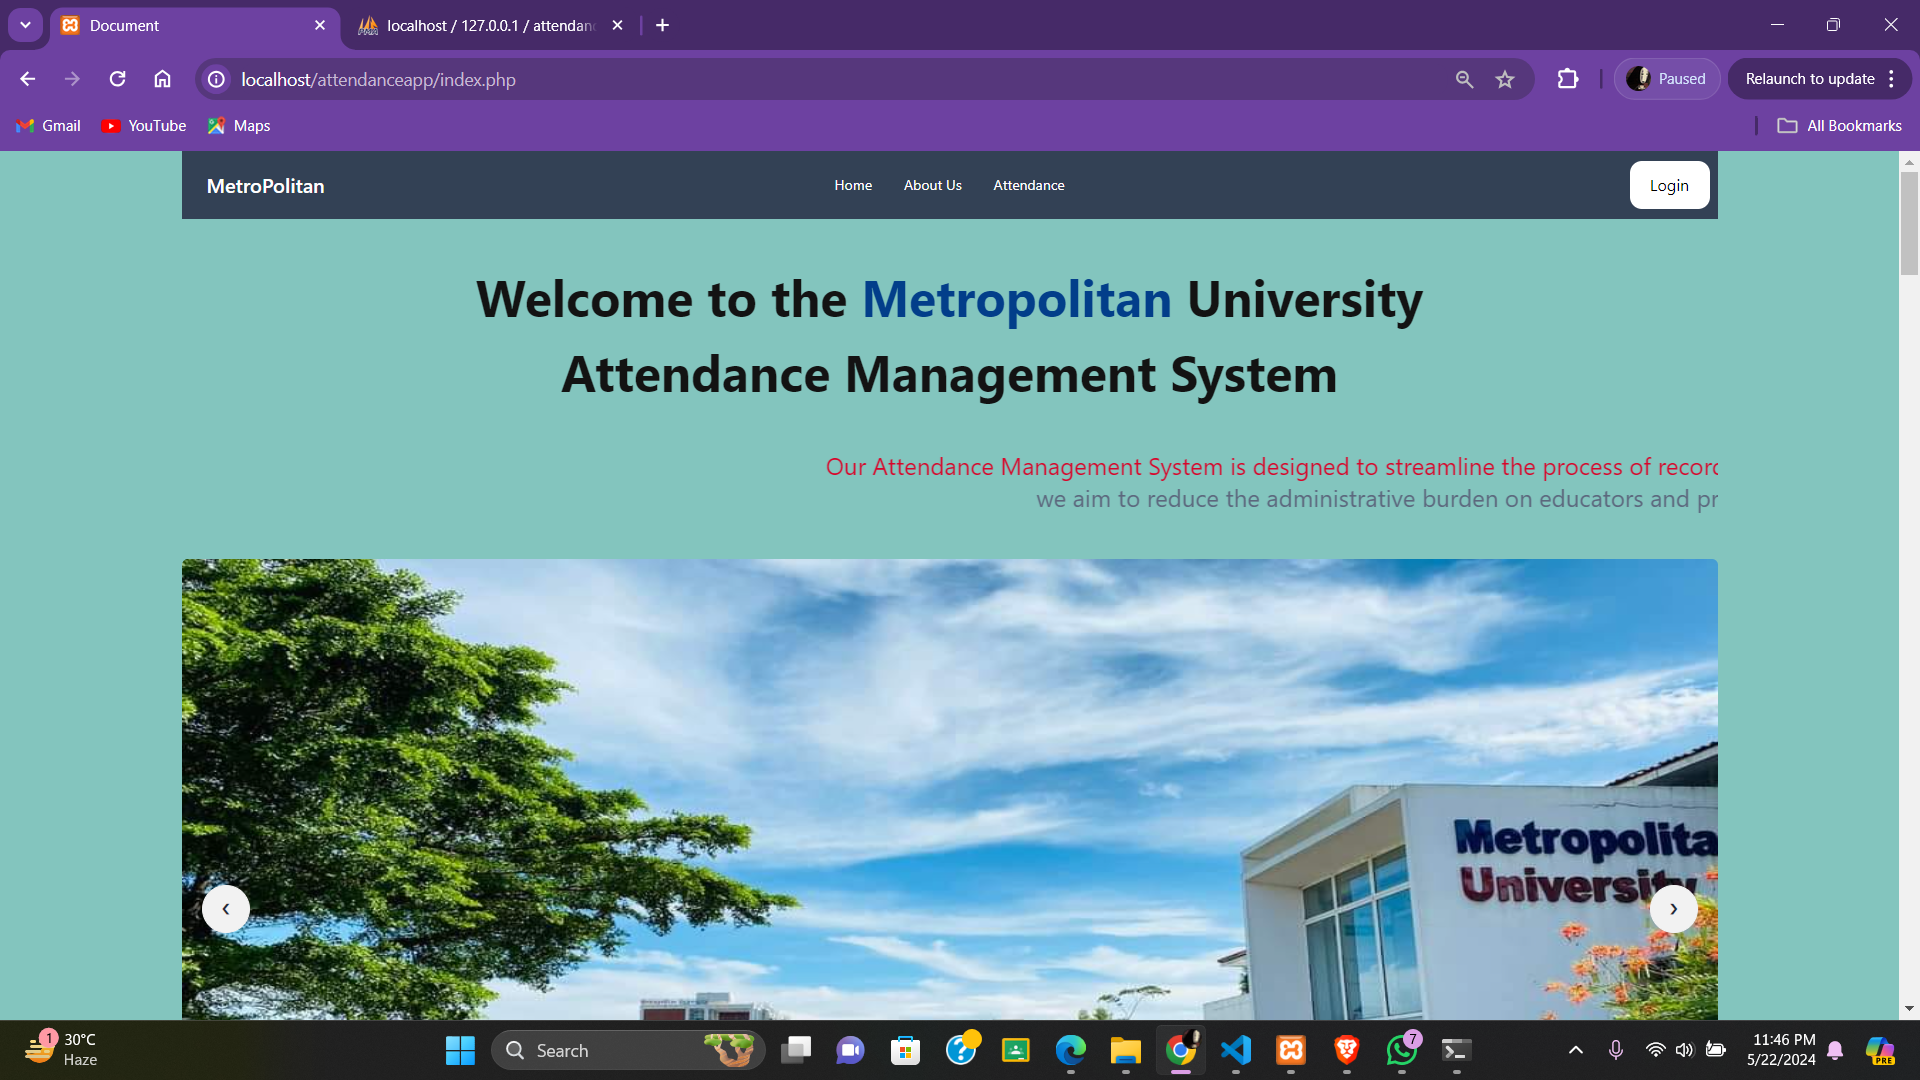 Document
localhost / 127.0.0.1 / attendan
localhost/attendanceapp/index.php
Paused
Relaunch to update
Gmail
YouTube
Maps
All Bookmarks
MetroPolitan
Home
About Us
Attendance
Login
Welcome to the Metropolitan University
Attendance Management System
Our Attendance Management System is designed to streamline the process of recor
we aim to reduce the administrative burden on educators and pr
Metropolita
University
‹
›
1
30°C
Haze
Search
7
11:46 PM
5/22/2024
PRE